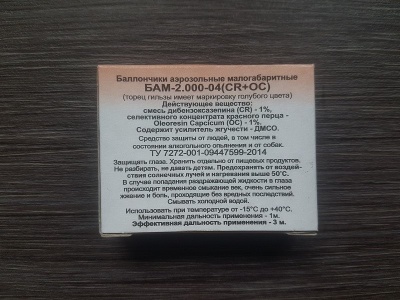 Баллончики аэрозольные малогабаритные
БАМ-2.000-04(CR+OC)
(торец гильзы имеет маркировку голубого цвета)
Действующее вещество:
смесь дибензоксазепина (CR) - 1%,
селективного концентрата красного перца -
Oleoresin Capcicum (OC) - 1%.
Содержит усилитель жгучести - ДМСО.
Средство защиты от людей, в том числе в
состоянии алкогольного опьянения и от собак.
ТУ 7272-001-09447599-2014
Защищать глаза. Хранить отдельно от пищевых продуктов.
Не разбирать, не давать детям. Предохранять от воздей-
ствия солнечных лучей и нагревания выше 50°С.
В случае попадания раздражающей жидкости в глаза
происходит временное смыкание век, очень сильное
жжение и боль, проходящие без вредных последствий.
Смывать холодной водой.
Использовать при температуре от -15°С до +40°С.
Минимальная дальность применения - 1м.
Эффективная дальность применения - 3 м.